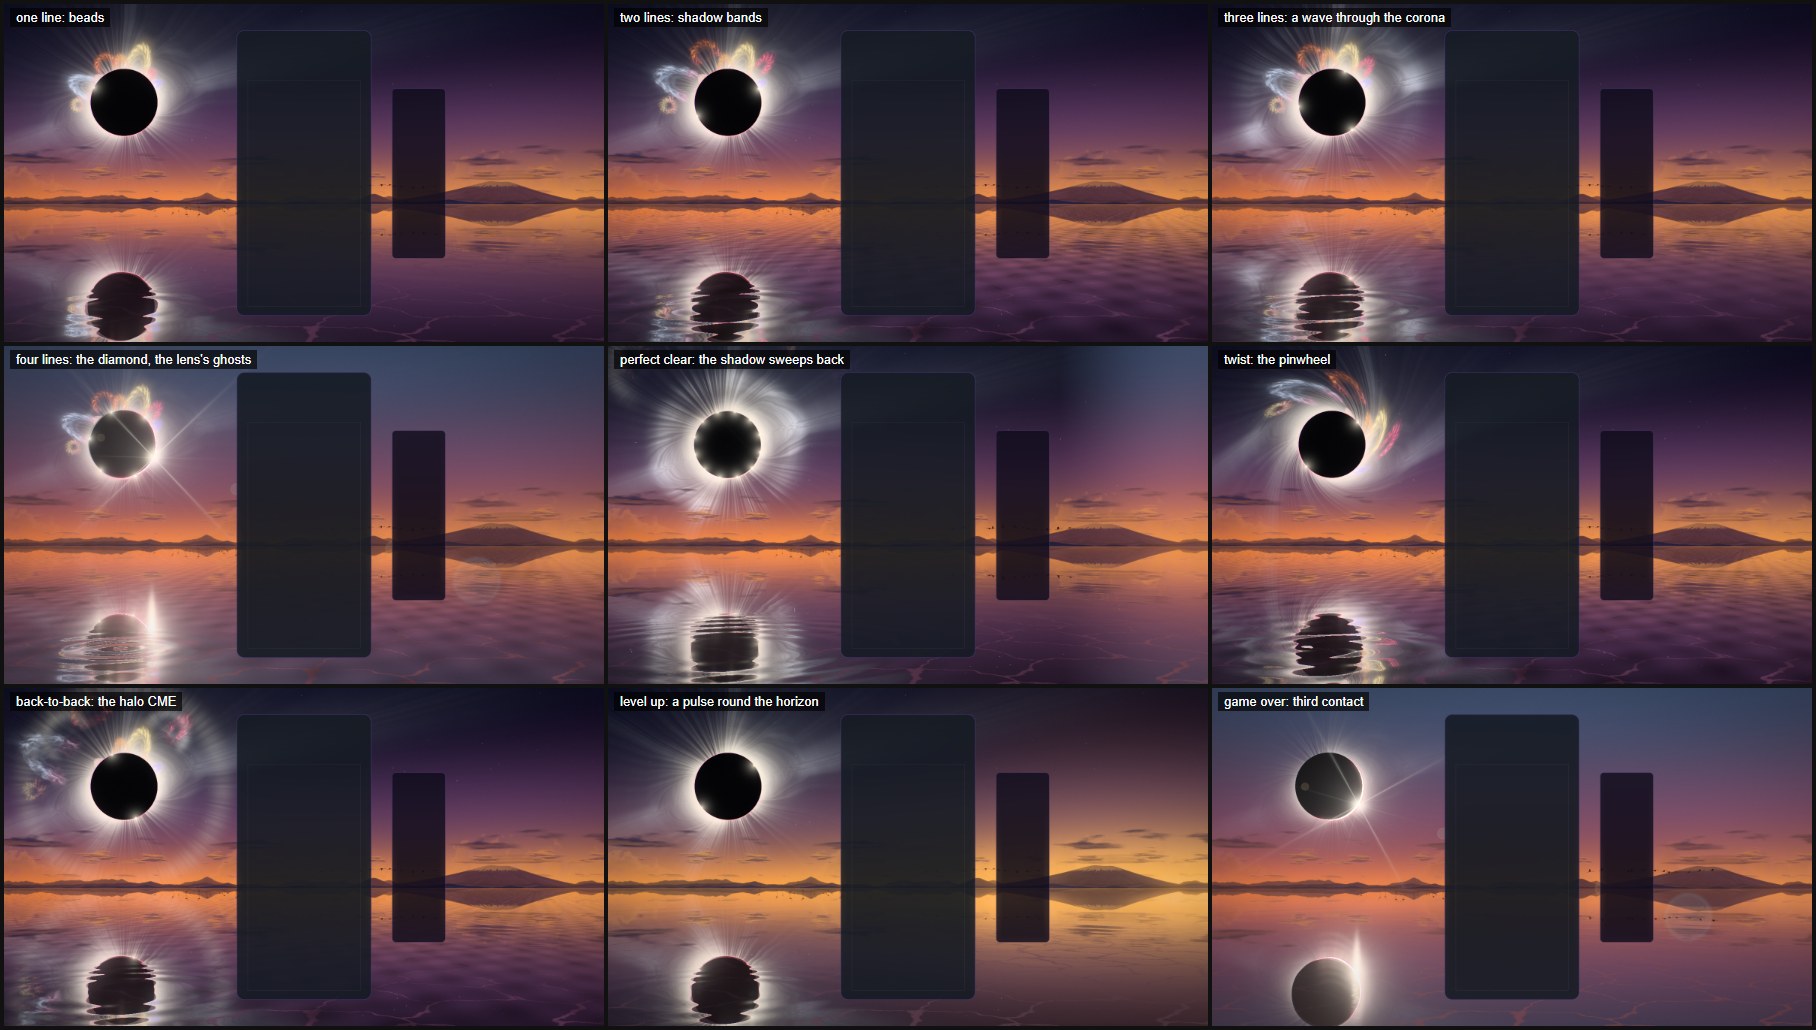 one line: beads
two lines: shadow bands
three lines: a wave through the corona
four lines: the diamond, the lens's ghosts
perfect clear: the shadow sweeps back
twist: the pinwheel
back-to-back: the halo CME
level up: a pulse round the horizon
game over: third contact